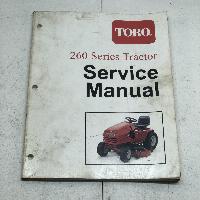 TORO
260 Series Tractor
Service
Manual